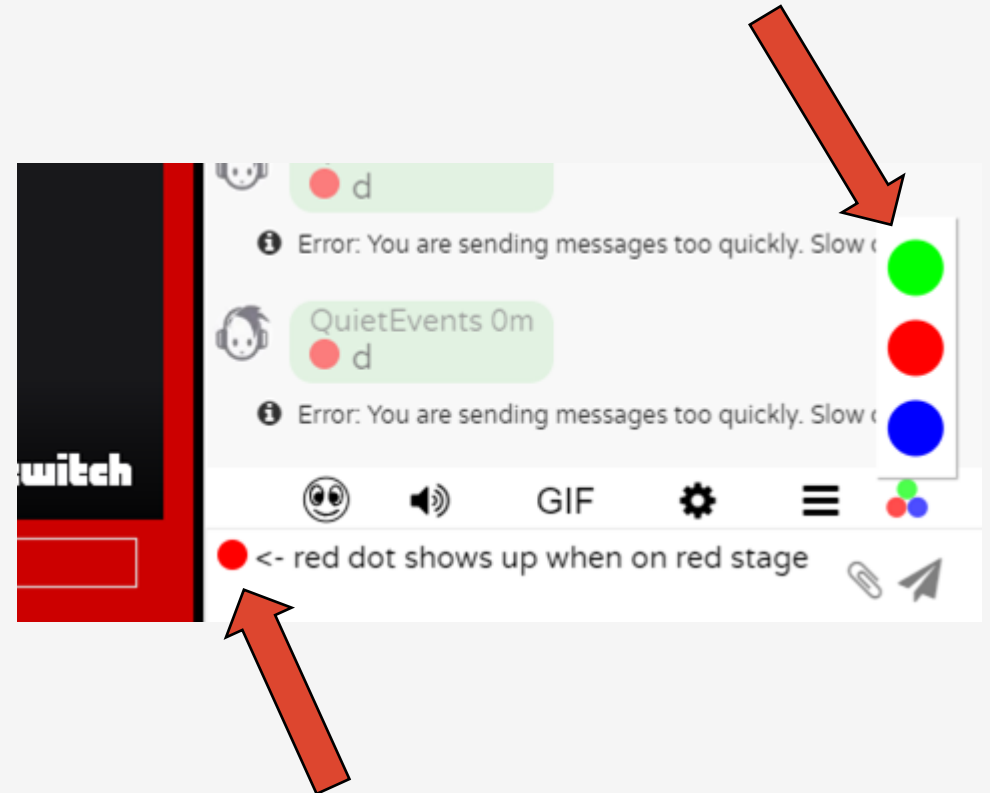 d
Error: You are sending messages too quickly. Slow
QuietEvents 0m
d
Error: You are sending messages too quickly. Slow
twitch
GIF
<- red dot shows up when on red stage